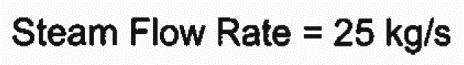 Steam Flow Rate = 25 kg/s